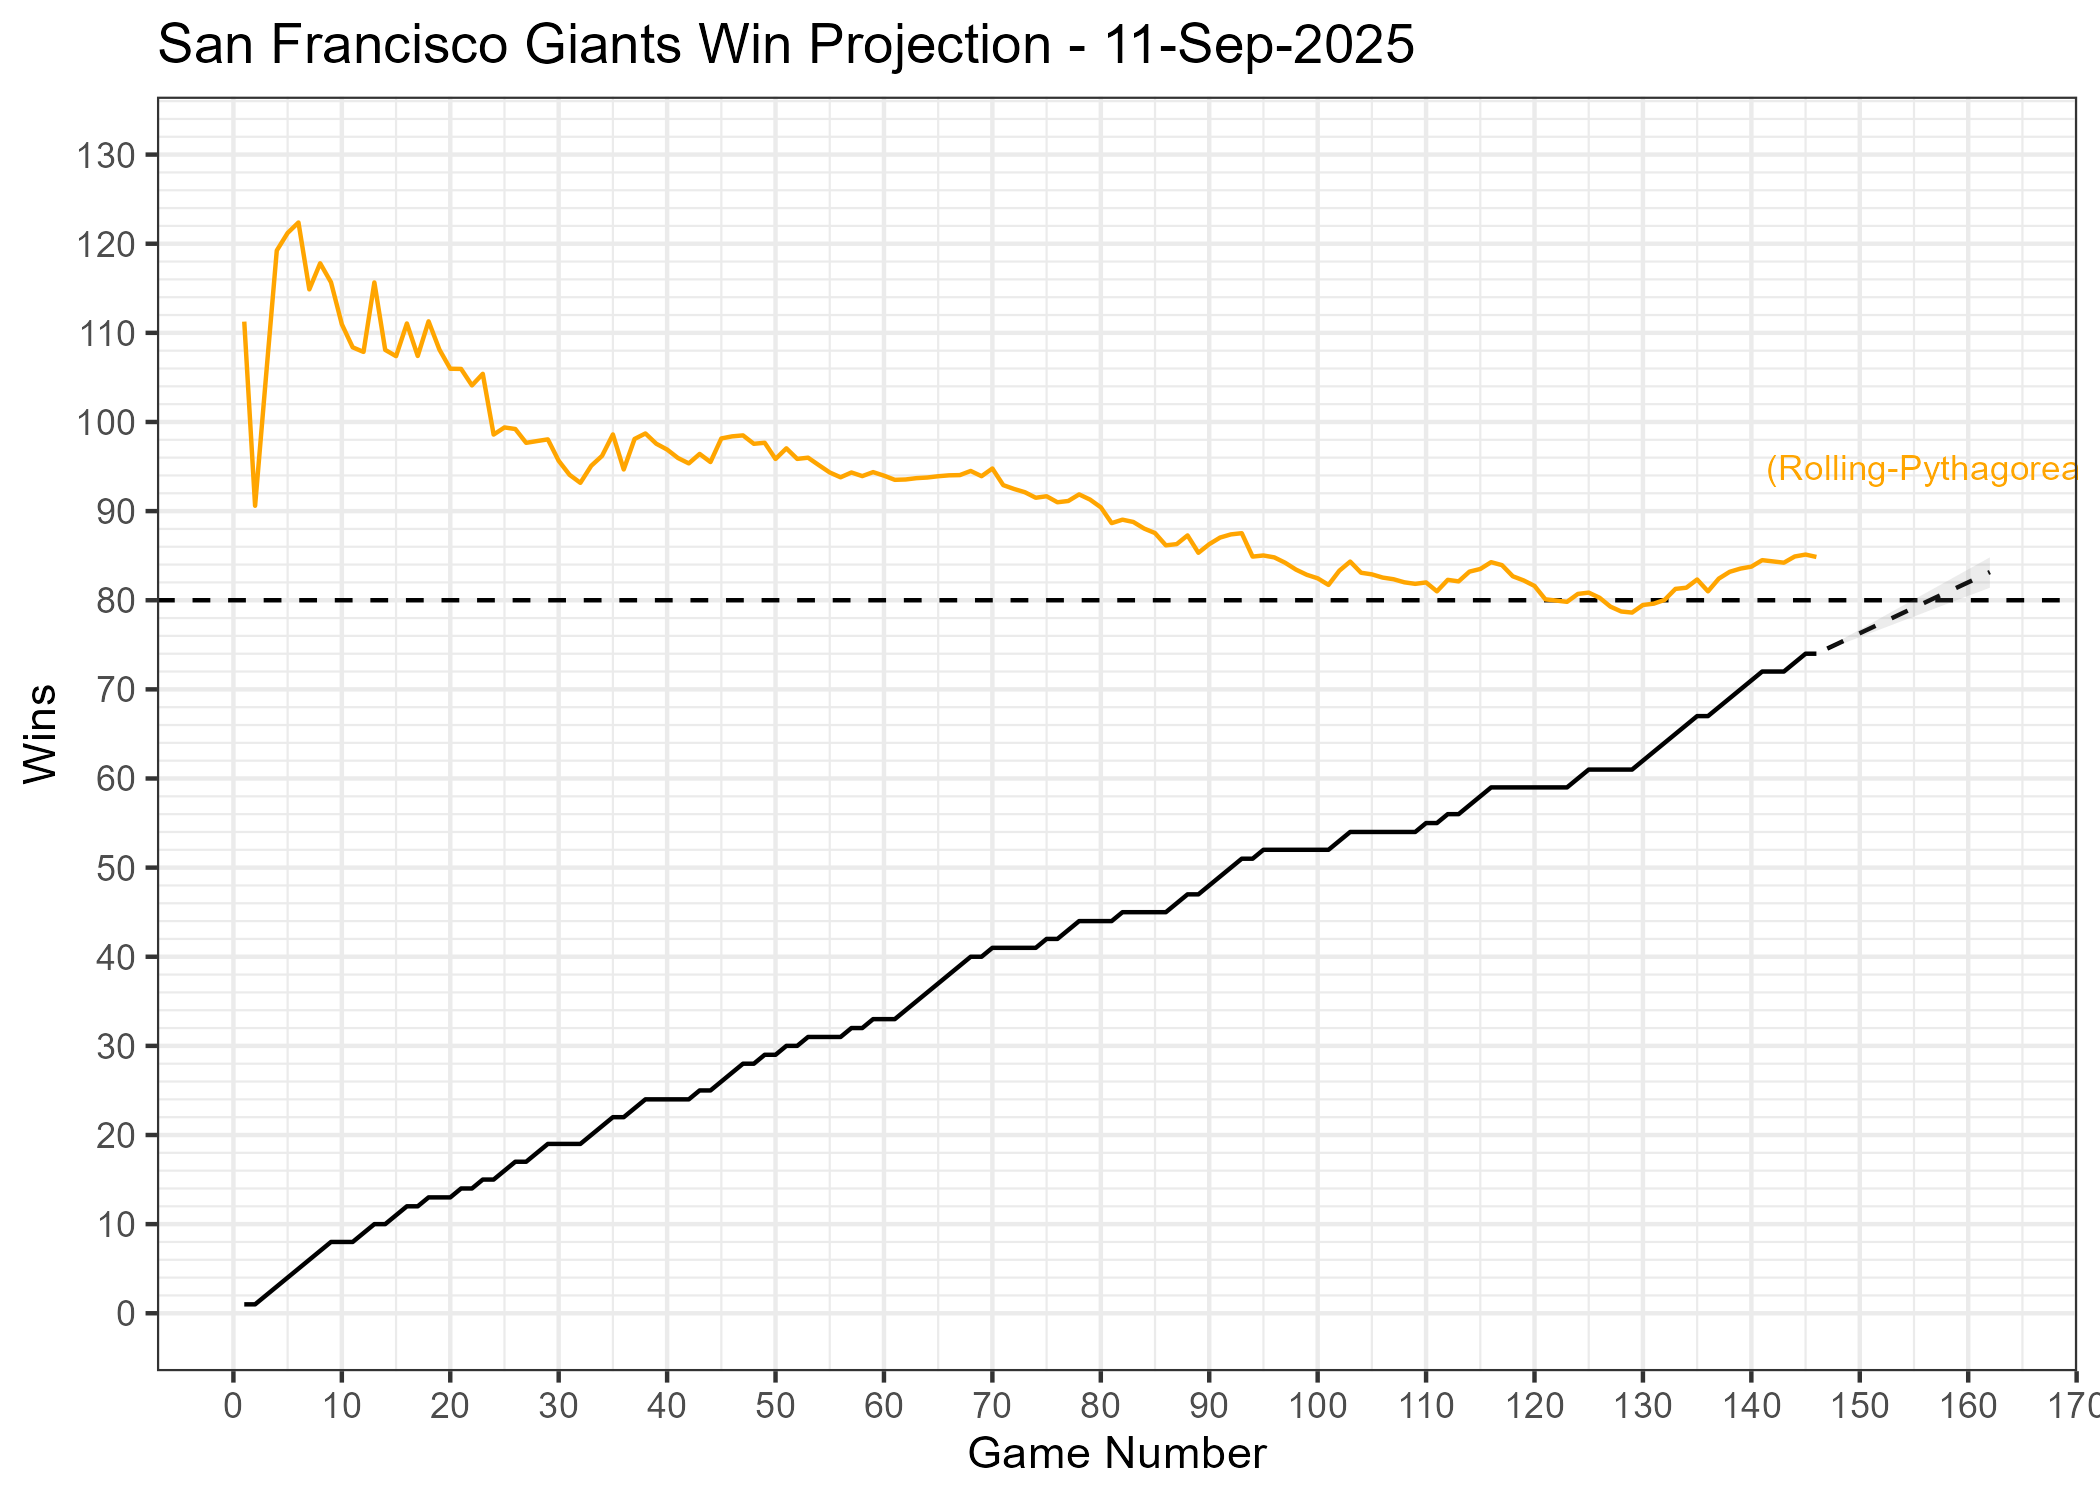 San Francisco Giants Win Projection - 11-Sep-2025
130
120
110
100
90
80
70
60
50
40
30
20
10
0
Wins
(Rolling-Pythagorea
0 10 20 30 40 50 60 70 80 90 100 110 120 130 140 150 160 170
Game Number